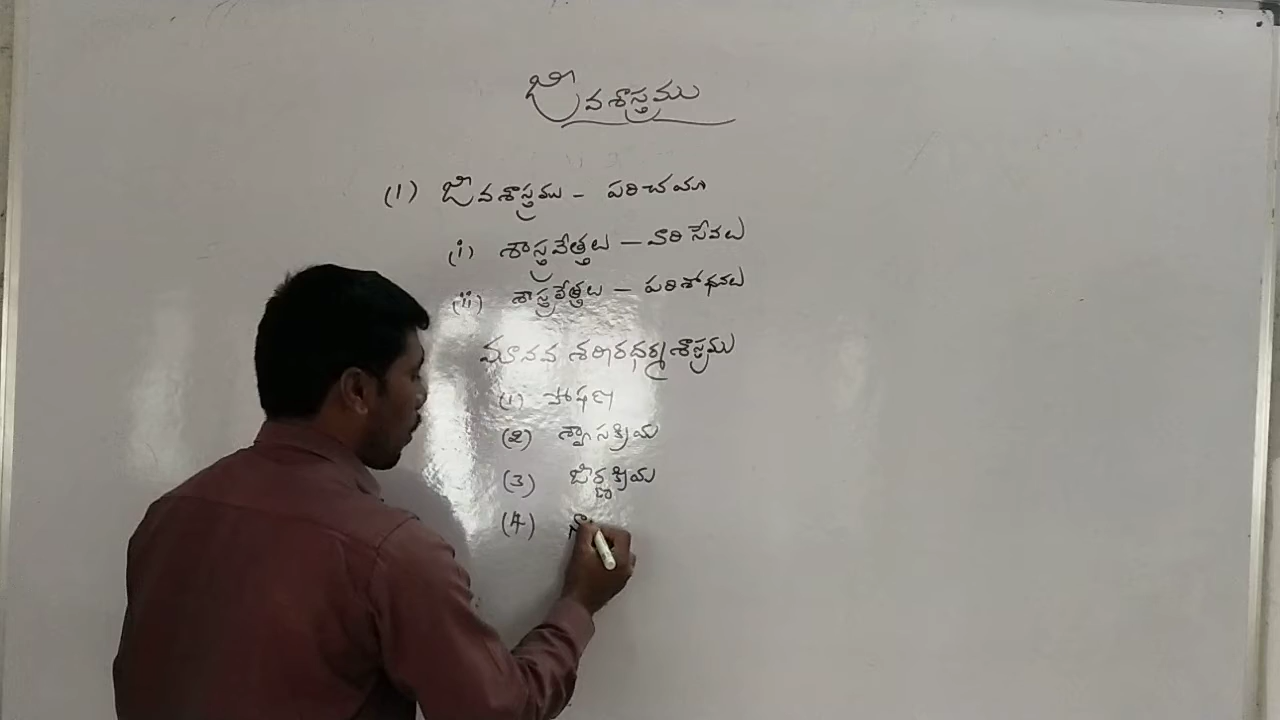 జీవశాస్త్రము
(1) జీవశాస్త్రము - పరిచయం
(i) శాస్త్రవేత్తలు - వారి సేవలు
(ii) శాస్త్రవేత్తలు - పరిశోధనలు
మానవ శరీరధర్మశాస్త్రము
(1) పోషణ
(2) శ్వాసక్రియ
(3) జీర్ణక్రియ
(4)